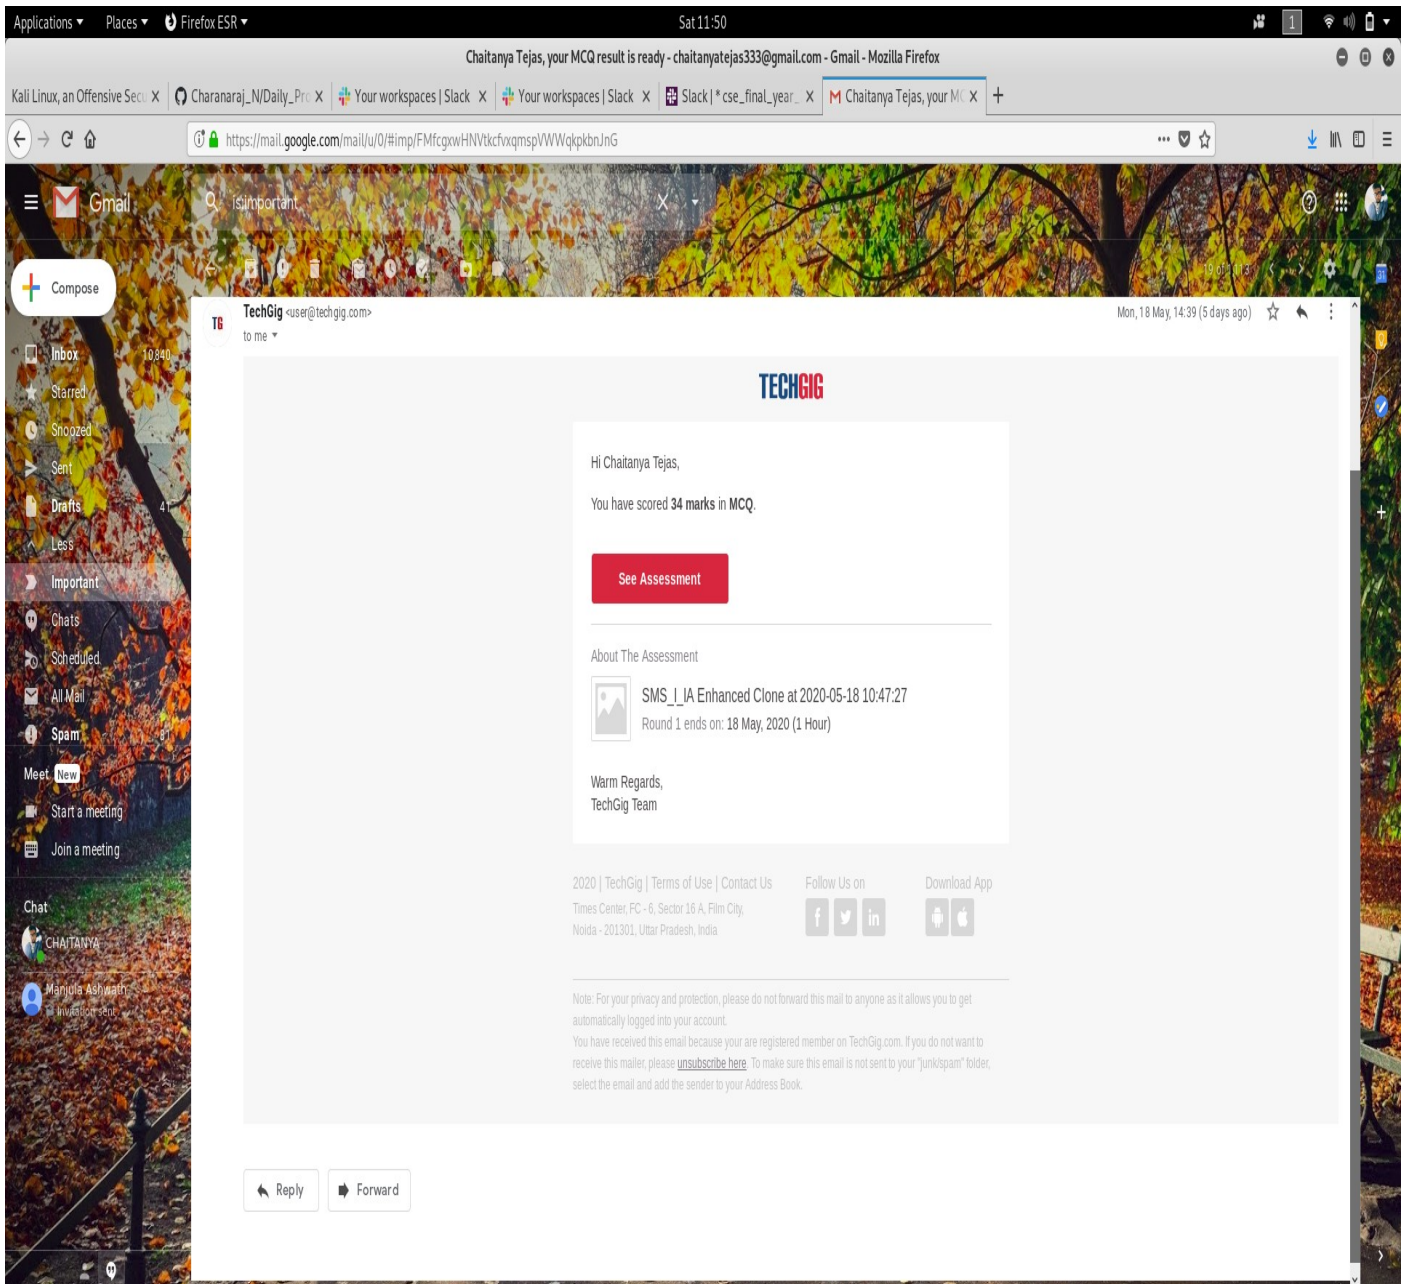 Applications Places Firefox ESR Sat 11:50 1
Chaitanya Tejas, your MCQ result is ready - chaitanyatejas333@gmail.com - Gmail - Mozilla Firefox
Kali Linux, an Offensive Secu Charanaraj_N/Daily_Pro Your workspaces | Slack Your workspaces | Slack Slack | * cse_final_year_ Chaitanya Tejas, your M
https://mail.google.com/mail/u/0/#imp/FMfcgxwHNVtkcfvxqmspVWWqkpkbnJnG
Gmail is:important
19 of 1,113
31
Compose
TG TechGig <user@techgig.com> Mon, 18 May, 14:39 (5 days ago)
to me
Inbox 10,840
Starred
Snoozed
Sent
Drafts 41
Less
Important
Chats
Scheduled
All Mail
Spam
Meet New
Start a meeting
Join a meeting
Chat
CHAITANYA
Manjula Ashwath
Invitation sent
TECHGIG
Hi Chaitanya Tejas,
You have scored 34 marks in MCQ.
See Assessment
About The Assessment
SMS_I_IA Enhanced Clone at 2020-05-18 10:47:27
Round 1 ends on: 18 May, 2020 (1 Hour)
Warm Regards,
TechGig Team
2020 | TechGig | Terms of Use | Contact Us Follow Us on Download App
Times Center, FC - 6, Sector 16 A, Film City,
Noida - 201301, Uttar Pradesh, India
Note: For your privacy and protection, please do not forward this mail to anyone as it allows you to get
automatically logged into your account.
You have received this email because your are registered member on TechGig.com. If you do not want to
receive this mailer, please unsubscribe here. To make sure this email is not sent to your "junk/spam" folder,
select the email and add the sender to your Address Book.
Reply Forward